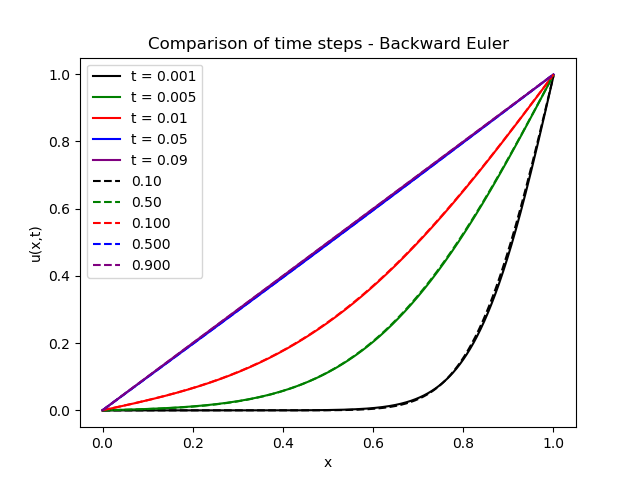 Comparison of time steps - Backward Euler
t = 0.001
t = 0.005
t = 0.01
t = 0.05
t = 0.09
0.10
0.50
0.100
0.500
0.900
1.0
0.8
0.6
0.4
0.2
0.0
u(x,t)
0.0 0.2 0.4 0.6 0.8 1.0
x